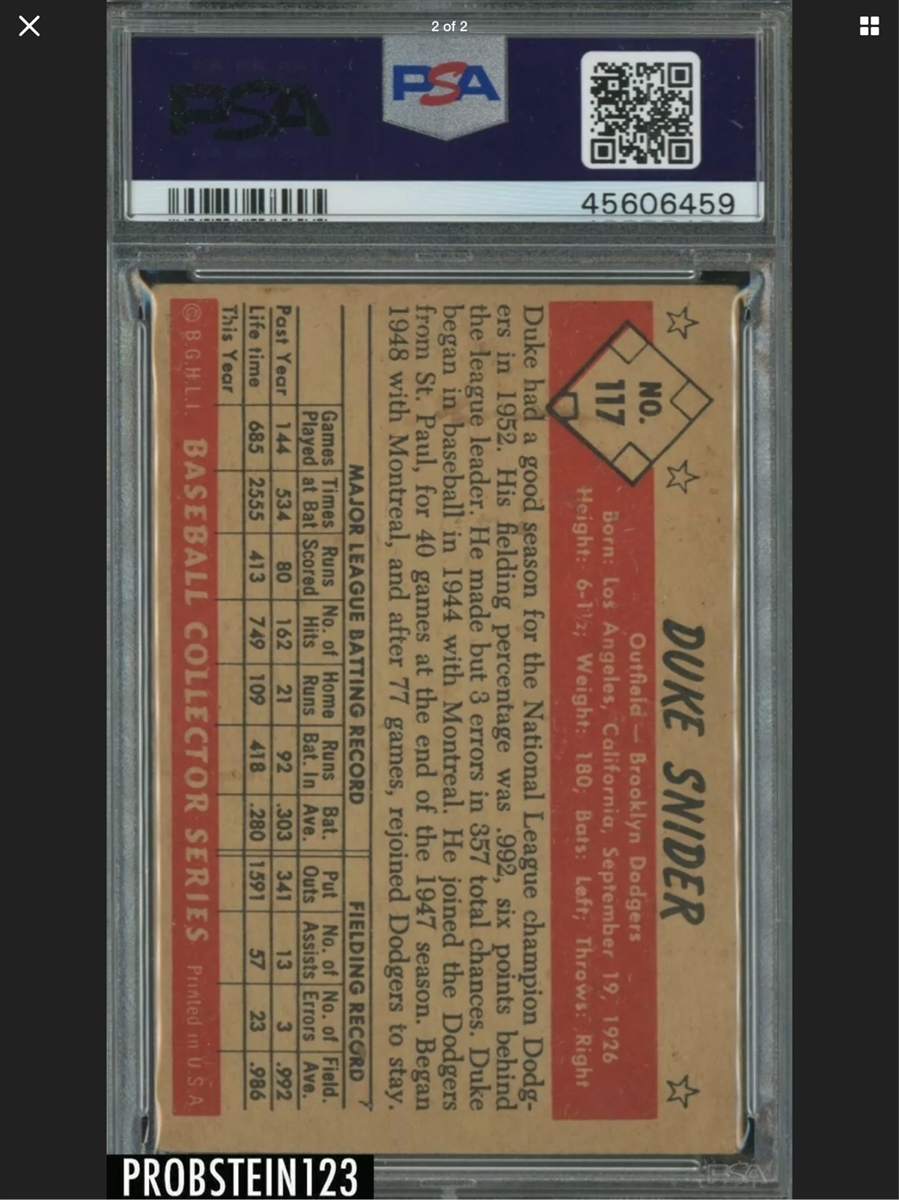 2 of 2
PSA
PSA
45606459
NO.
117
DUKE SNIDER
Outfield — Brooklyn Dodgers
Born: Los Angeles, California, September 19, 1926
Height: 6-1½; Weight: 180; Bats: Left; Throws: Right
Duke had a good season for the National League champion Dodg-
ers in 1952. His fielding percentage was .992, six points behind
the league leader. He made but 3 errors in 357 total chances. Duke
began in baseball in 1944 with Montreal. He joined the Dodgers
from St. Paul, for 40 games at the end of the 1947 season. Began
1948 with Montreal, and after 77 games, rejoined Dodgers to stay.
MAJOR LEAGUE BATTING RECORD FIELDING RECORD
Games Times Runs No. of Home Runs Bat. Put No. of No. of Field.
Played at Bat Scored Hits Runs Bat. In Ave. Outs Assists Errors Ave.
Past Year 144 534 80 162 21 92 .303 341 13 3 .992
Life time 685 2555 413 749 109 418 .280 1591 57 23 .986
This Year
© B.G.H.L.I. BASEBALL COLLECTOR SERIES Printed in U.S.A
PSA
PROBSTEIN123